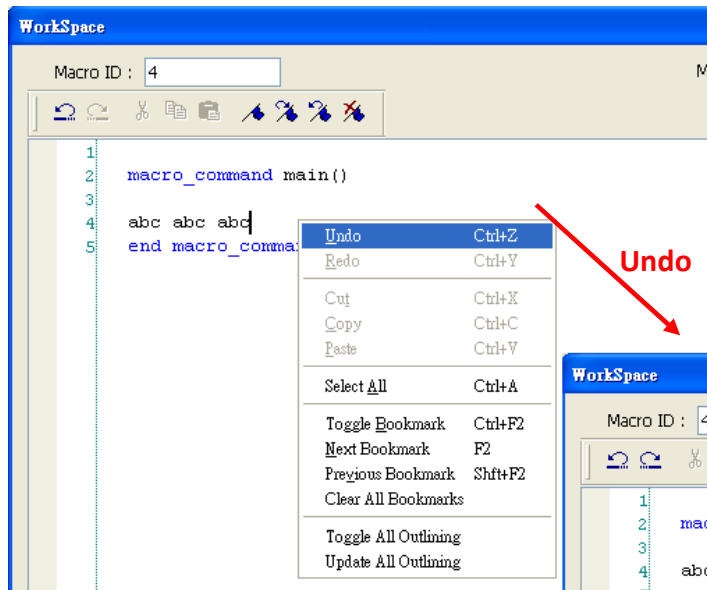 WorkSpace
Macro ID : 4
M
1
2 macro_command main()
3
4 abc abc abc
5 end macro_comma
Undo Ctrl+Z
Redo Ctrl+Y
Cut Ctrl+X
Copy Ctrl+C
Paste Ctrl+V
Select All Ctrl+A
Toggle Bookmark Ctrl+F2
Next Bookmark F2
Previous Bookmark Shft+F2
Clear All Bookmarks
Toggle All Outlining
Update All Outlining
Undo
WorkSpace
Macro ID : 4
1
2 mac
3
4 abc